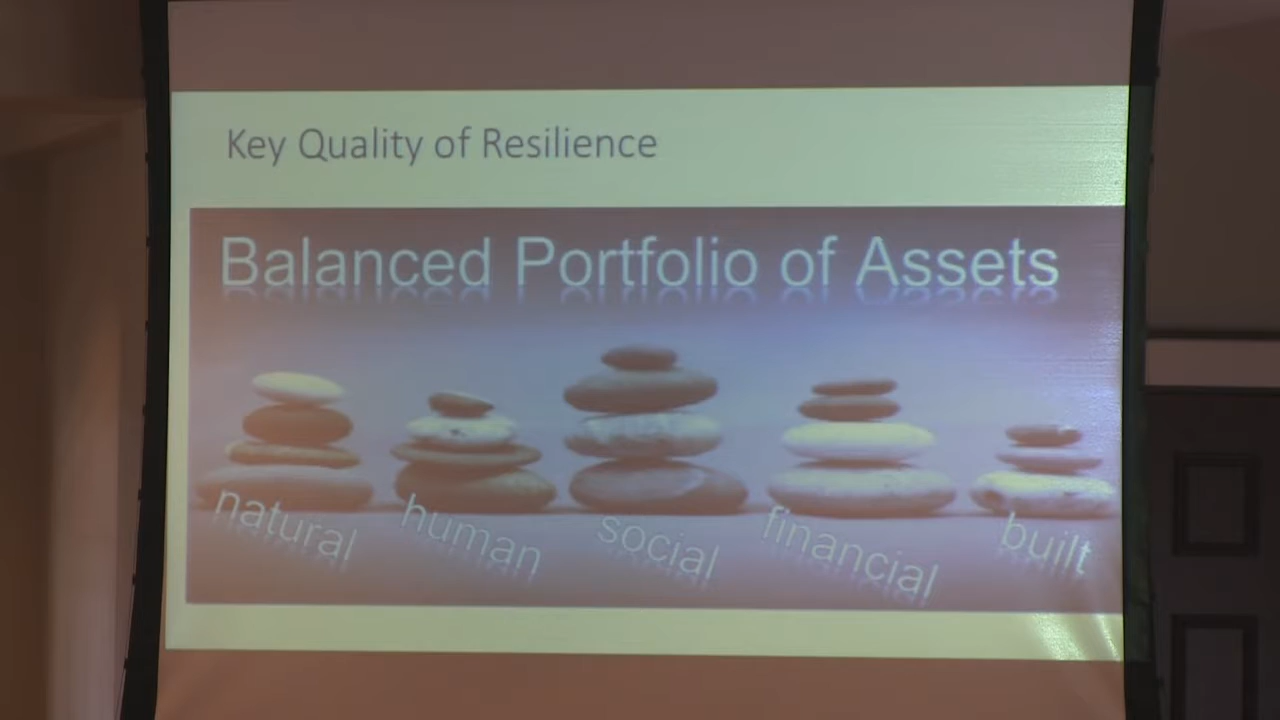 Key Quality of Resilience
Balanced Portfolio of Assets
natural human social financial built